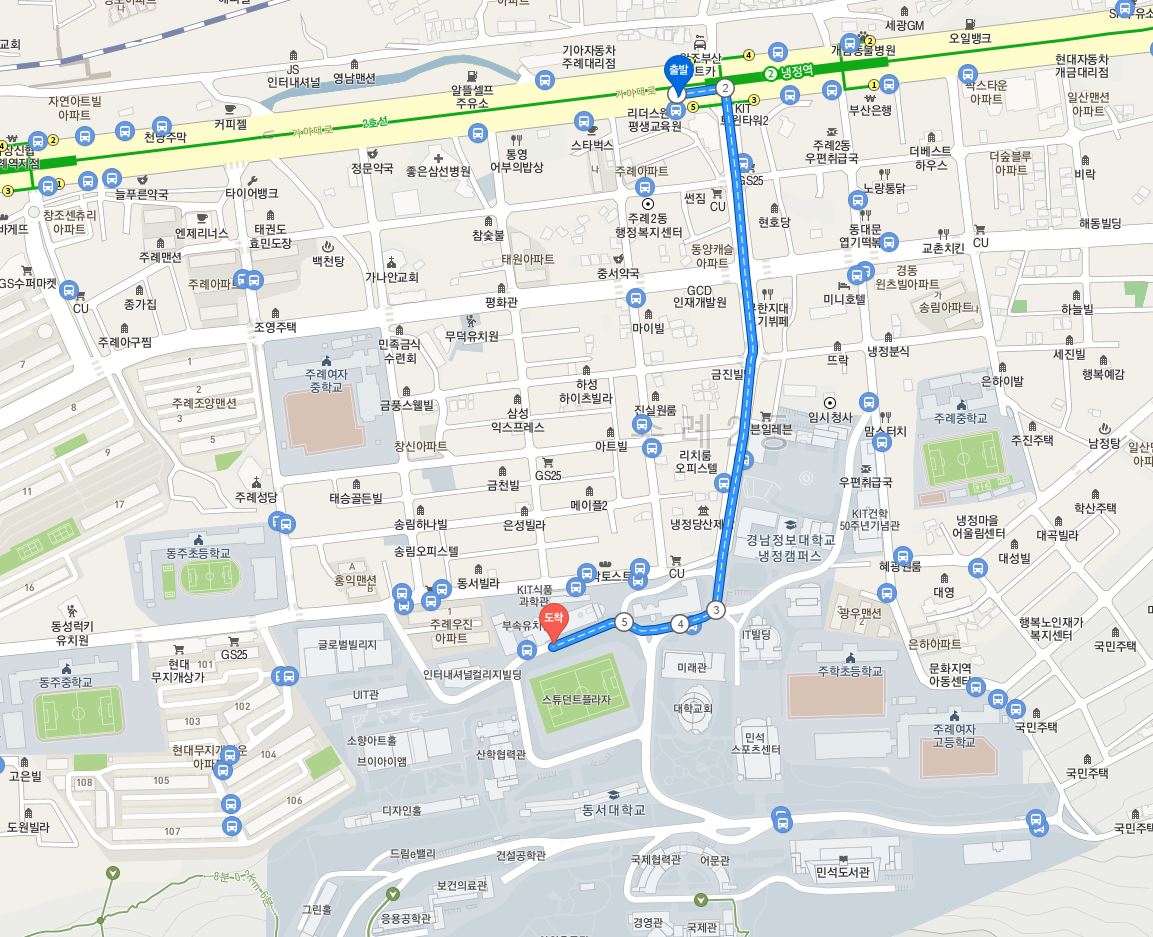 아파트
교회
세광GM
오일뱅크
4
2
개금동물병원
현대자동차
개금대리점
JS
인터내셔널
영남맨션
기아자동차
주례대리점
출발
2 냉정역
1
알뜰셀프
주유소
자연아트빌
아파트
커피젤
가야대로
가야대로
2호선
2
5
3
KIT
리더스원
평생교육원
부산은행
럭스타운
아파트
일산맨션
아파트
천년주막
통영
어부의밥상
스타벅스
주례2동
우편취급국
더베스트
하우스
더숲블루
아파트
비락
정문약국
좋은삼선병원
주례아파트
나
GS25
노랑통닭
2
1
3
늘푸른약국
타이어뱅크
썬짐
CU
현호당
창조센츄리
아파트
엔제리너스
태권도
효민도장
참숯불
주례2동
행정복지센터
동대문
엽기떡볶
교촌치킨
CU
해동빌딩
주례맨션
백천탕
태원아파트
동양캐슬
아파트
중서약국
가나안교회
주례아파
경동
윈츠빌아파트
GS수퍼마켓
CU
종가집
평화관
GCD
인재개발원
미니호텔
가
송림아파트
나
하늘빌
주례아구찜
조영주택
무덕유치원
마이빌
민족금식
수련회
뜨락
냉정분식
세진빌
행복예감
주례여자
중학교
하성
하이츠빌라
금진빌
은하이발
1
7
2
주례조양맨션
3
5
8
금풍스웰빌
삼성
익스프레스
진실원룸
임시청사
주례중학교
창신아파트
아트빌
주례2동
븐일레븐
맘스터치
주진주택
남정탕
리치룸
오피스텔
9
11
GS25
금천빌
우편취급국
주례성당
태승골든빌
메이플2
학산주택
17
송림하나빌
은성빌라
냉정당산제
경남정보대학교
냉정캠퍼스
KIT건학
50주년기념관
냉정마을
어울림센터
대곡빌라
대성빌
동주초등학교
송림오피스텔
16
A
홍익맨션
B
동서빌라
CU
혜광원룸
KIT식품
과학관
대영
도착
5
4
3
동성럭키
유치원
1
주례우진
아파트
광우맨션
2
행복노인재가
복지센터
글로벌빌리지
IT빌딩
은하아파트
국민주택
현대
무지개상가
GS25
101
102
동주중학교
인터내셔널컬리지빌딩
미래관
주학초등학교
문화지역
아동센터
UIT관
스튜던트플라자
103
대학교회
국민주택
소향아트홀
브이아이엠
산학협력관
민석
스포츠센터
주례여자
고등학교
104
고은빌
108
105
106
107
국민주택
도원빌라
디자인홀
동서대학교
국민주택
드림e밸리
건설공학관
국제협력관
어문관
민석도서관
보건의료관
그린홀
응용공학관
경영관
국제관